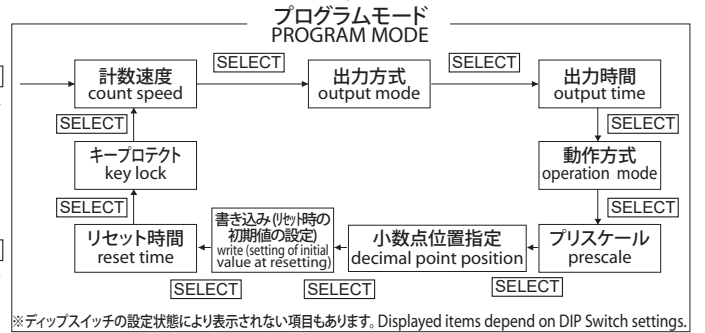 プログラムモード
PROGRAM MODE
計数速度
count speed
SELECT
出力方式
output mode
SELECT
出力時間
output time
SELECT
SELECT
キープロテクト
key lock
動作方式
operation mode
SELECT
SELECT
リセット時間
reset time
書き込み(リセット時の
初期値の設定)
write (setting of initial
value at resetting)
小数点位置指定
decimal point position
プリスケール
prescale
SELECT
SELECT
SELECT
※ディップスイッチの設定状態により表示されない項目もあります。Displayed items depend on DIP Switch settings.